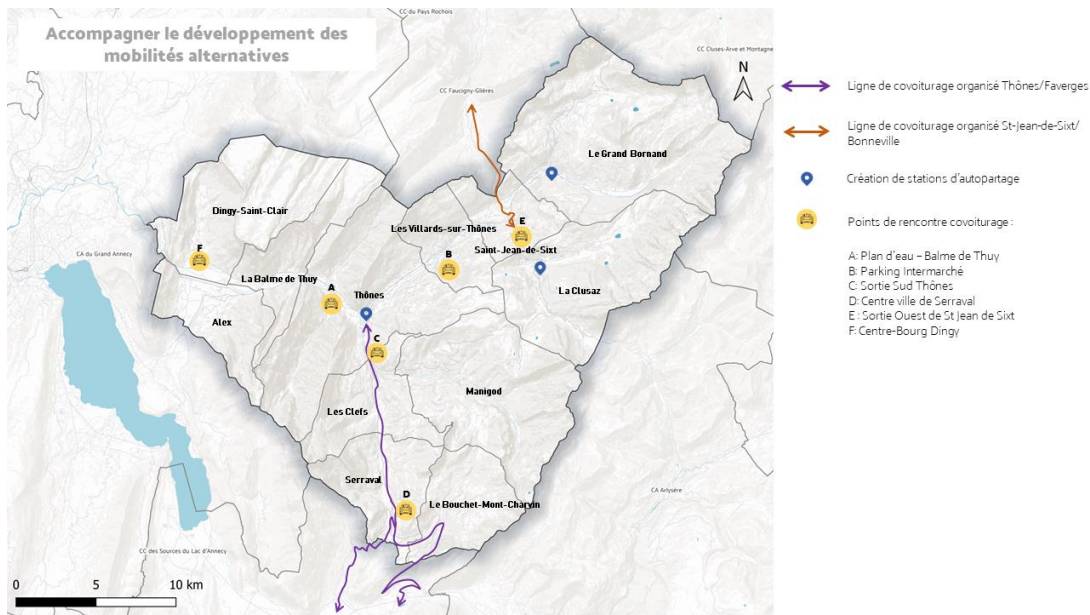 Accompagner le développement des
mobilités alternatives
CC du Pays Rochois
CC Cluses-Arve et Montagne
N
CC Faucigny-Glières
Le Grand Bornand
Dingy-Saint-Clair
Les Villards-sur-Thônes
E
Saint-Jean-de-Sixt
CA du Grand Annecy
F
B
La Balme de Thuy
A
Thônes
La Clusaz
Alex
C
Manigod
Les Clefs
Serraval
D
Le Bouchet-Mont-Charvin
CA Arlysère
CC des Sources du Lac d'Annecy
0 5 10 km
Ligne de covoiturage organisé Thônes/Faverges
Ligne de covoiturage organisé St-Jean-de-Sixt/
Bonneville
Création de stations d'autopartage
Points de rencontre covoiturage :
A: Plan d'eau – Balme de Thuy
B: Parking Intermarché
C: Sortie Sud Thônes
D: Centre ville de Serraval
E : Sortie Ouest de St Jean de Sixt
F: Centre-Bourg Dingy